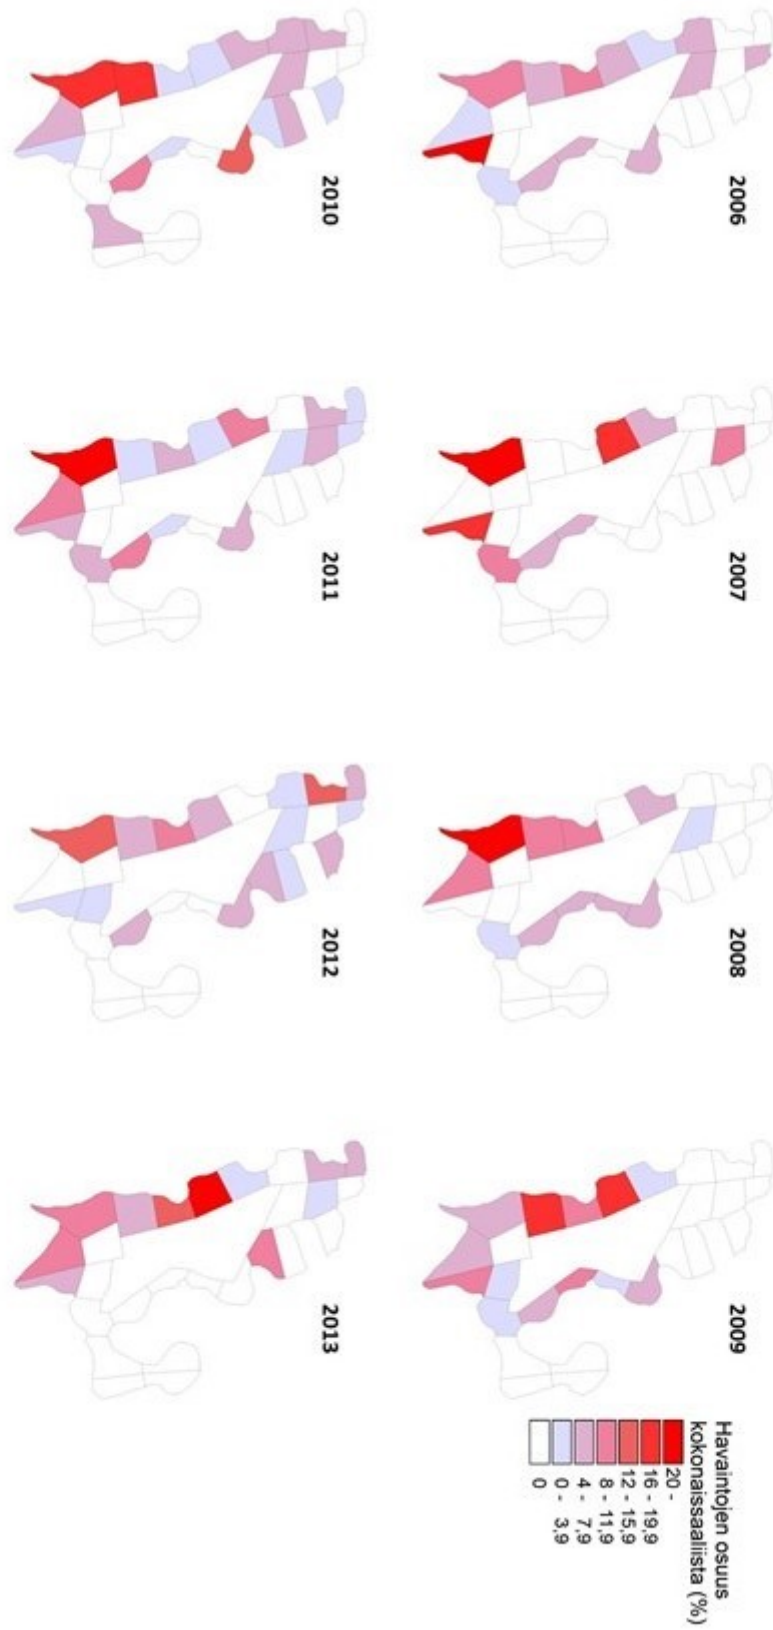 2006
2007
2008
2009
Havaintojen osuus
kokonaissaaliista (%)
20 -
16 - 19,9
12 - 15,9
8 - 11,9
4 - 7,9
0 - 3,9
0
2010
2011
2012
2013